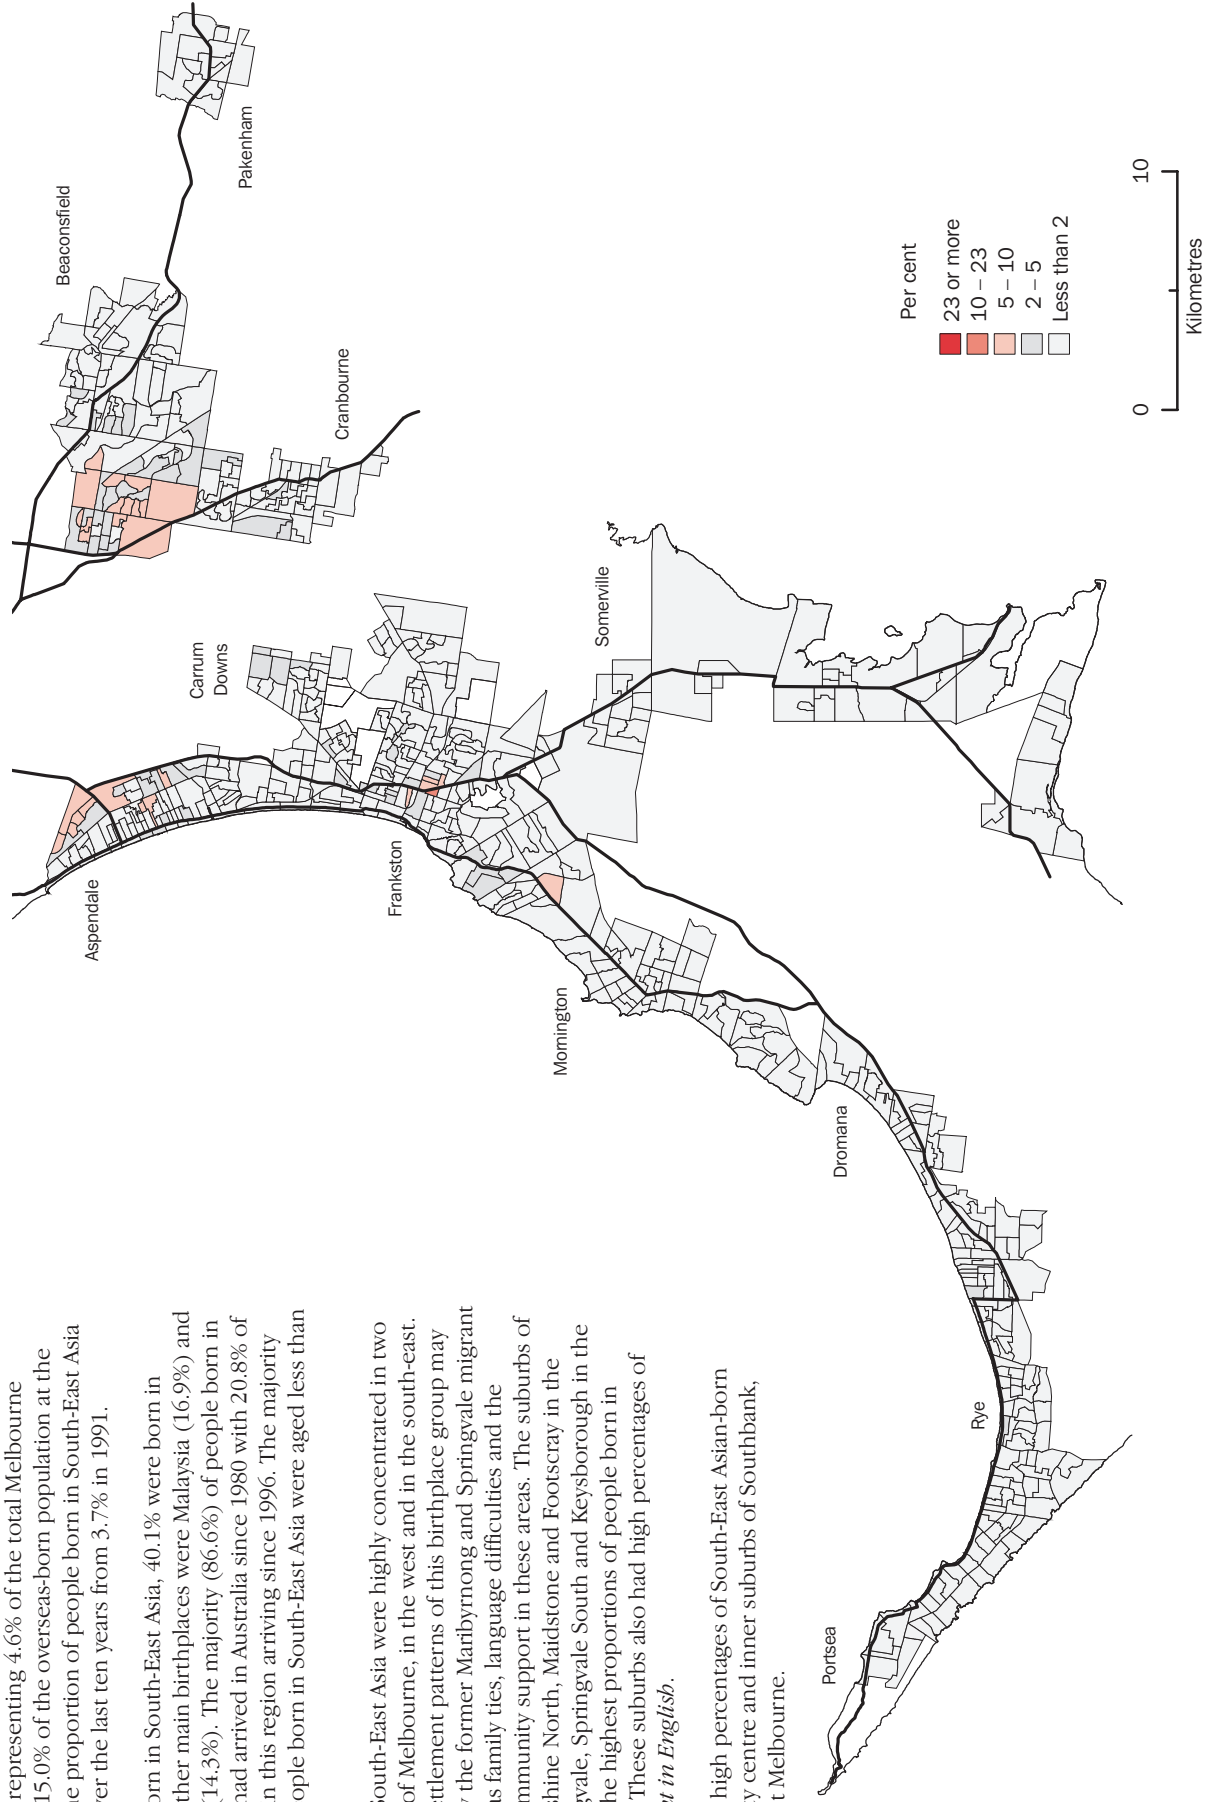 representing 4.6% of the total Melbourne
15.0% of the overseas-born population at the
proportion of people born in South-East Asia
over the last ten years from 3.7% in 1991.
born in South-East Asia, 40.1% were born in
other main birthplaces were Malaysia (16.9%) and
(14.3%). The majority (86.6%) of people born in
had arrived in Australia since 1980 with 20.8% of
in this region arriving since 1996. The majority
people born in South-East Asia were aged less than
South-East Asia were highly concentrated in two
of Melbourne, in the west and in the south-east.
ettlement patterns of this birthplace group may
y the former Maribyrnong and Springvale migrant
as family ties, language difficulties and the
mmunity support in these areas. The suburbs of
shine North, Maidstone and Footscray in the
gvale, Springvale South and Keysborough in the
he highest proportions of people born in
These suburbs also had high percentages of
t in English.
high percentages of South-East Asian-born
y centre and inner suburbs of Southbank,
t Melbourne.
Beaconsfield
Pakenham
Cranbourne
Carrum
Downs
Aspendale
Frankston
Somerville
Mornington
Dromana
Rye
Portsea
Per cent
23 or more
10 – 23
5 – 10
2 – 5
Less than 2
0 10
Kilometres